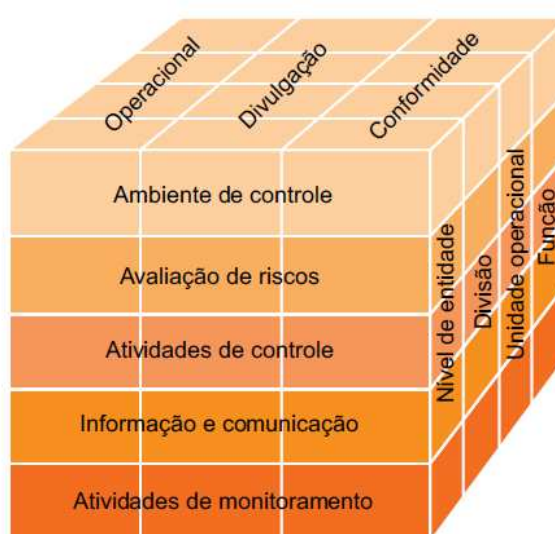 Operacional
Divulgação
Conformidade
Ambiente de controle
Avaliação de riscos
Atividades de controle
Informação e comunicação
Atividades de monitoramento
Nível de entidade
Divisão
Unidade operacional
Função